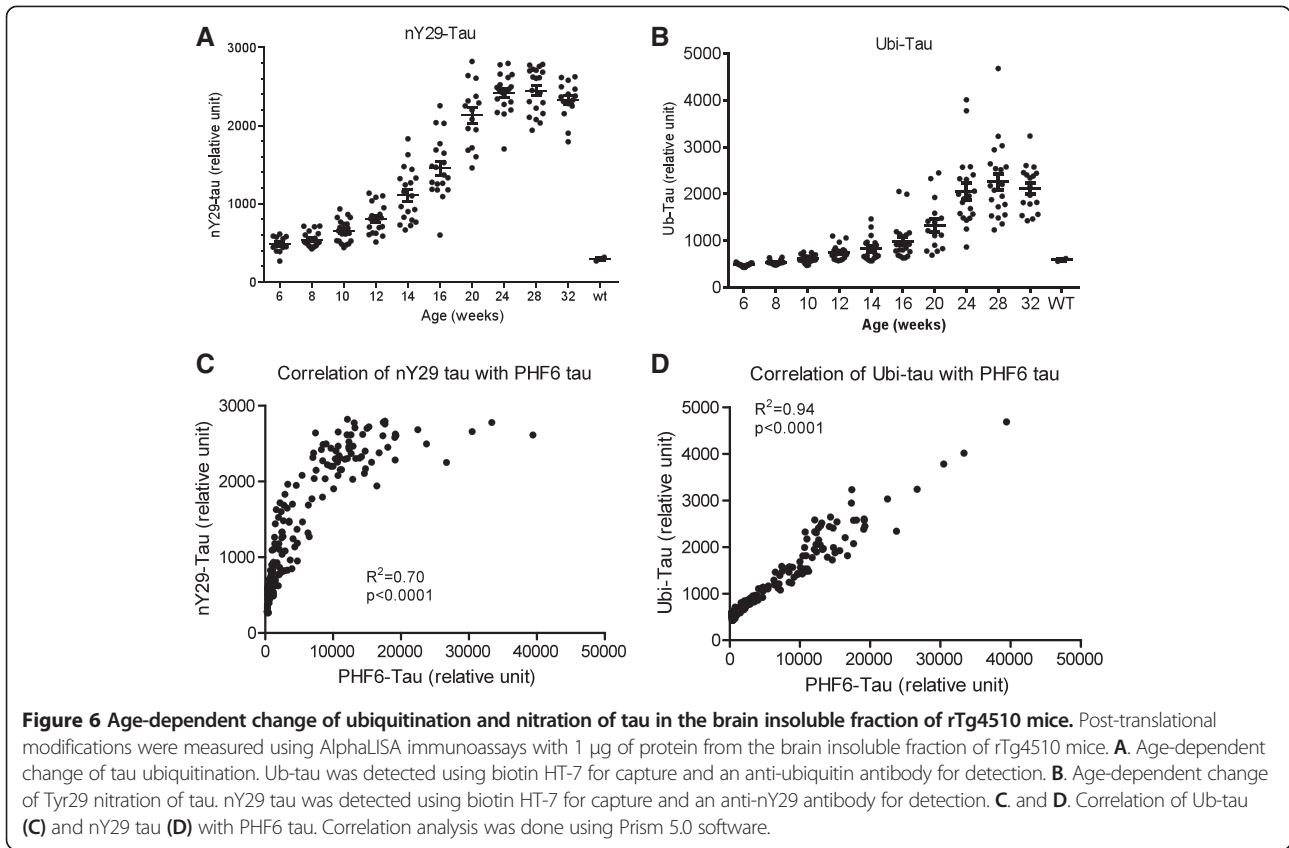 A
nY29-Tau
nY29-tau (relative unit)
3000
2000
1000
0
6 8 10 12 14 16 20 24 28 32 wt
Age (weeks)
B
Ubi-Tau
Ub-Tau (relative unit)
5000
4000
3000
2000
1000
0
6 8 10 12 14 16 20 24 28 32 WT
Age (weeks)
C
Correlation of nY29 tau with PHF6 tau
nY29-Tau (relative unit)
3000
2000
1000
0
R²=0.70
p<0.0001
0 10000 20000 30000 40000 50000
PHF6-Tau (relative unit)
D
Correlation of Ubi-tau with PHF6 tau
Ubi-Tau (relative unit)
5000
4000
3000
2000
1000
0
R²=0.94
p<0.0001
0 10000 20000 30000 40000 50000
PHF6-Tau (relative unit)
Figure 6 Age-dependent change of ubiquitination and nitration of tau in the brain insoluble fraction of rTg4510 mice. Post-translational
modifications were measured using AlphaLISA immunoassays with 1 μg of protein from the brain insoluble fraction of rTg4510 mice. A. Age-dependent
change of tau ubiquitination. Ub-tau was detected using biotin HT-7 for capture and an anti-ubiquitin antibody for detection. B. Age-dependent change
of Tyr29 nitration of tau. nY29 tau was detected using biotin HT-7 for capture and an anti-nY29 antibody for detection. C. and D. Correlation of Ub-tau
(C) and nY29 tau (D) with PHF6 tau. Correlation analysis was done using Prism 5.0 software.